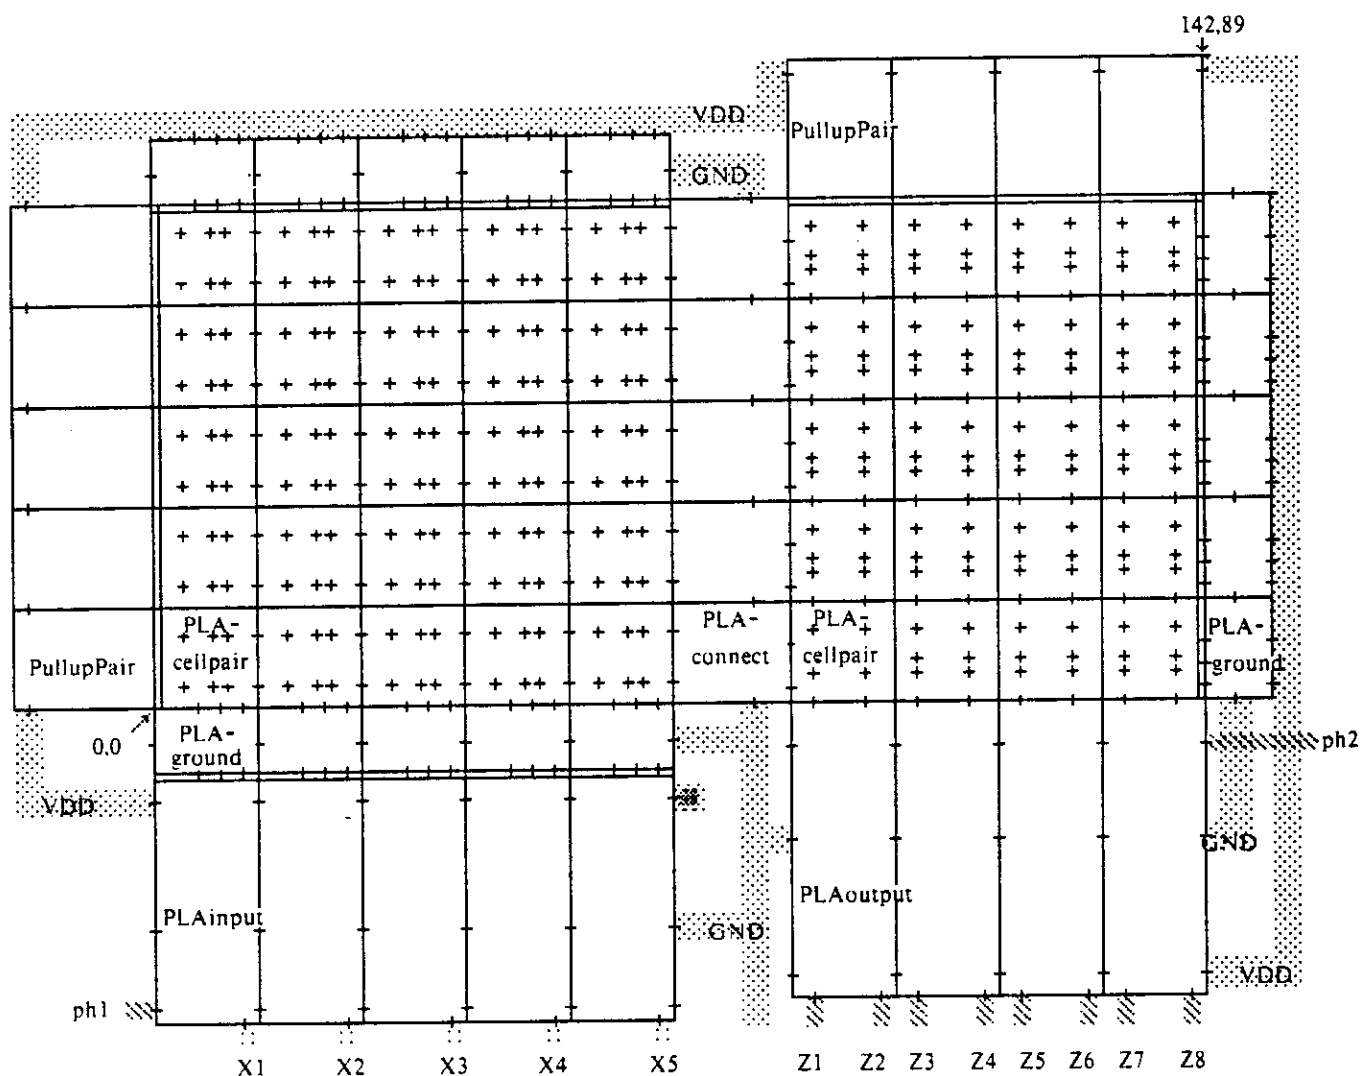 142,89
VDD
PullupPair
GND
PLA-
cellpair
PullupPair
PLA-
connect
PLA-
cellpair
PLA-
ground
0.0
PLA-
ground
ph2
VDD
GND
PLAinput
PLAoutput
GND
VDD
ph1
X1 X2 X3 X4 X5 Z1 Z2 Z3 Z4 Z5 Z6 Z7 Z8